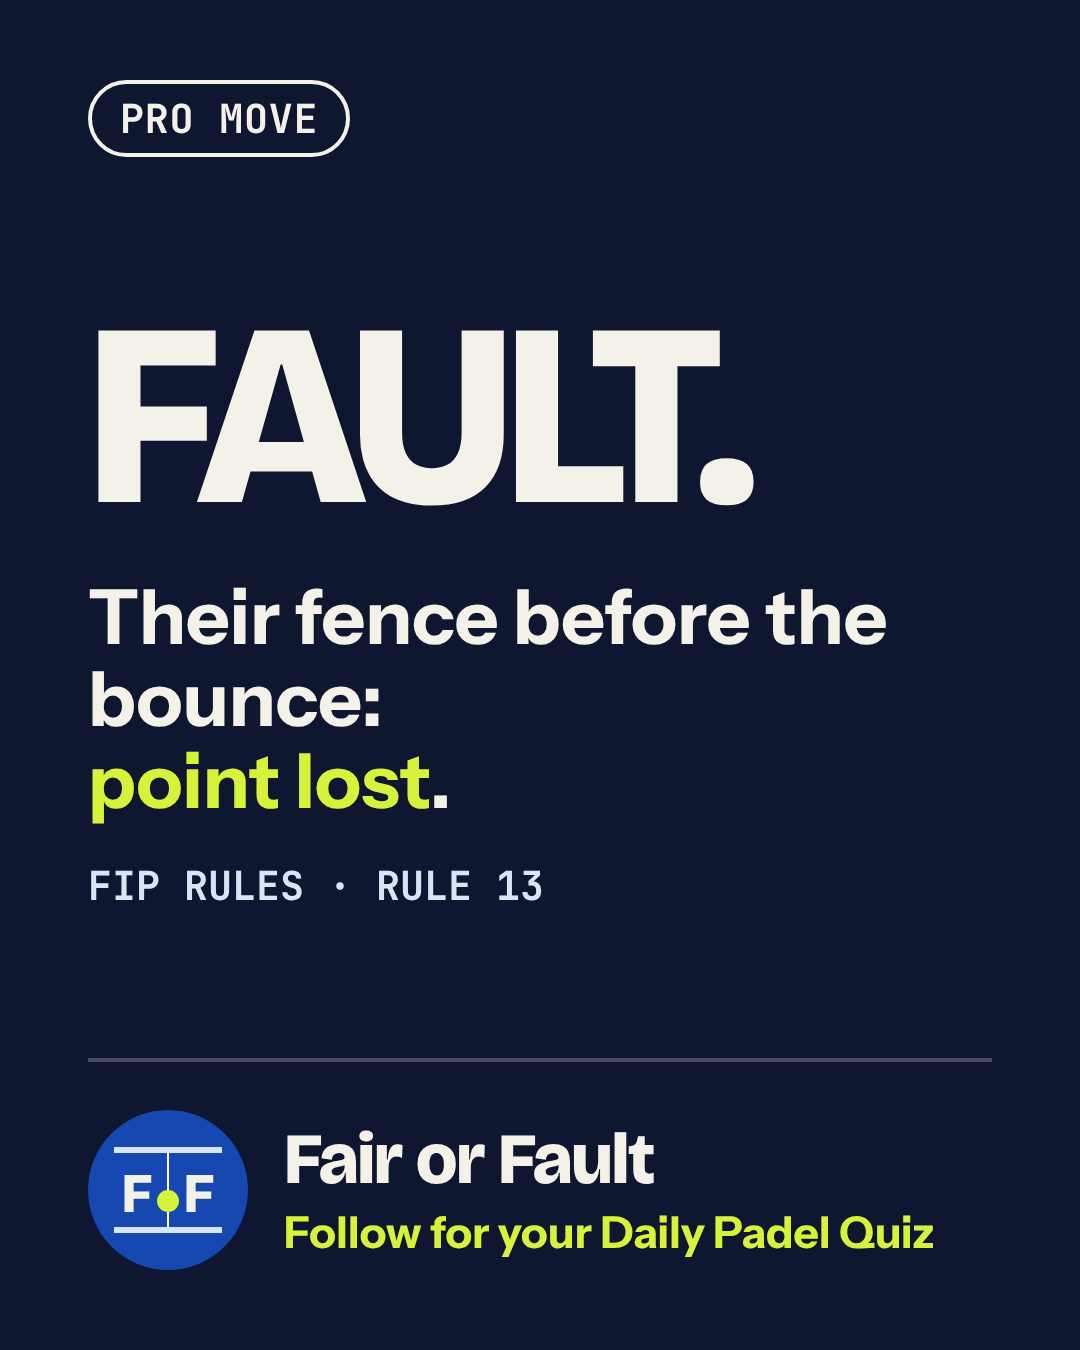 PRO MOVE
FAULT.
Their fence before the
bounce:
point lost.
FIP RULES · RULE 13
F F
Fair or Fault
Follow for your Daily Padel Quiz